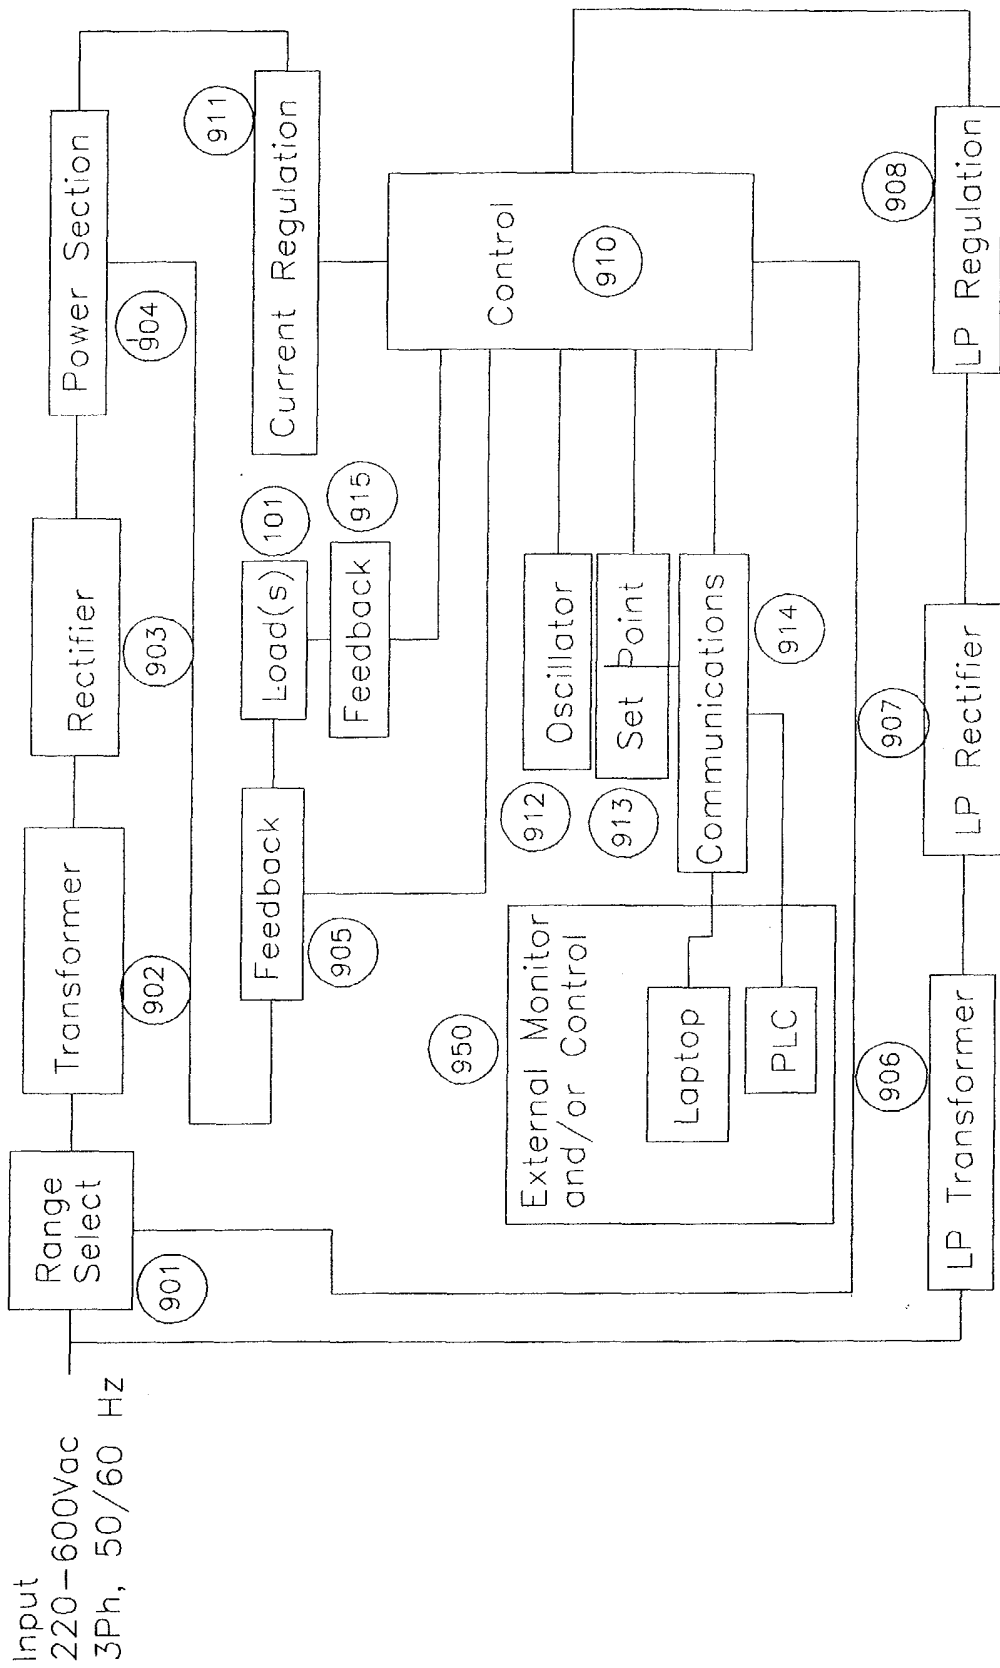 Input
220-600Vac
3Ph, 50/60 Hz
Range
Select
901
Transformer
902
Rectifier
903
Power Section
904
Feedback
905
Load(s)
101
Feedback
915
Current Regulation
911
Control
910
Oscillator
912
Set Point
913
Communications
914
External Monitor
and/or Control
950
Laptop
PLC
LP Transformer
906
LP Rectifier
907
LP Regulation
908